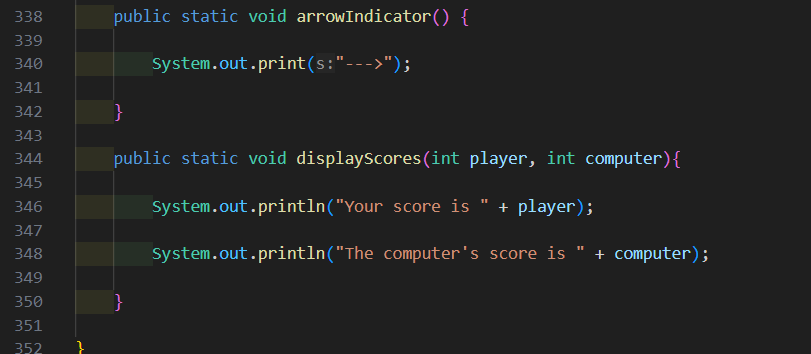 338 public static void arrowIndicator() {
339
340 System.out.print(s:"--->");
341
342 }
343
344 public static void displayScores(int player, int computer){
345
346 System.out.println("Your score is " + player);
347
348 System.out.println("The computer's score is " + computer);
349
350 }
351
352 }